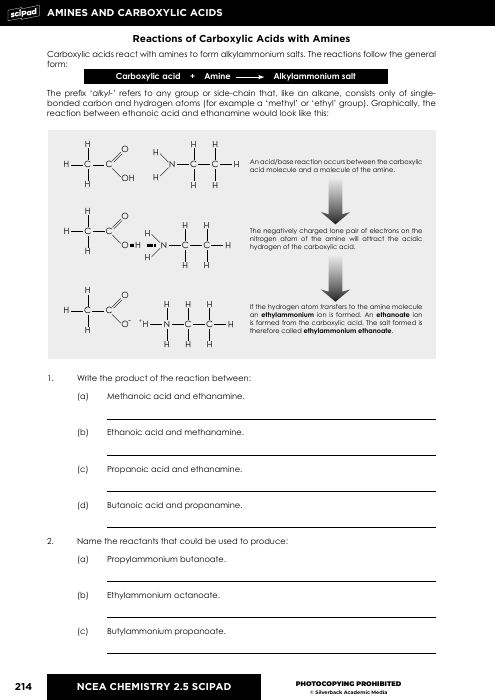 scipad AMINES AND CARBOXYLIC ACIDS
Reactions of Carboxylic Acids with Amines
Carboxylic acids react with amines to form alkylammonium salts. The reactions follow the general
form:
Carboxylic acid + Amine → Alkylammonium salt
The prefix 'alkyl-' refers to any group or side-chain that, like an alkane, consists only of single-
bonded carbon and hydrogen atoms (for example a 'methyl' or 'ethyl' group). Graphically, the
reaction between ethanoic acid and ethanamine would look like this:
H O H H H
H C C N C C H
H OH H H H
An acid/base reaction occurs between the carboxylic
acid molecule and a molecule of the amine.
H O H H H
H C C O H N C C H
H H H H
The negatively charged lone pair of electrons on the
nitrogen atom of the amine will attract the acidic
hydrogen of the carboxylic acid.
H O H H H
H C C O- +H N C C H
H H H H
If the hydrogen atom transfers to the amine molecule
an ethylammonium ion is formed. An ethanoate ion
is formed from the carboxylic acid. The salt formed is
therefore called ethylammonium ethanoate.
1. Write the product of the reaction between:
(a) Methanoic acid and ethanamine.
(b) Ethanoic acid and methanamine.
(c) Propanoic acid and ethanamine.
(d) Butanoic acid and propanamine.
2. Name the reactants that could be used to produce:
(a) Propylammonium butanoate.
(b) Ethylammonium octanoate.
(c) Butylammonium propanoate.
214 NCEA CHEMISTRY 2.5 SCIPAD
PHOTOCOPYING PROHIBITED
© Silverback Academic Media